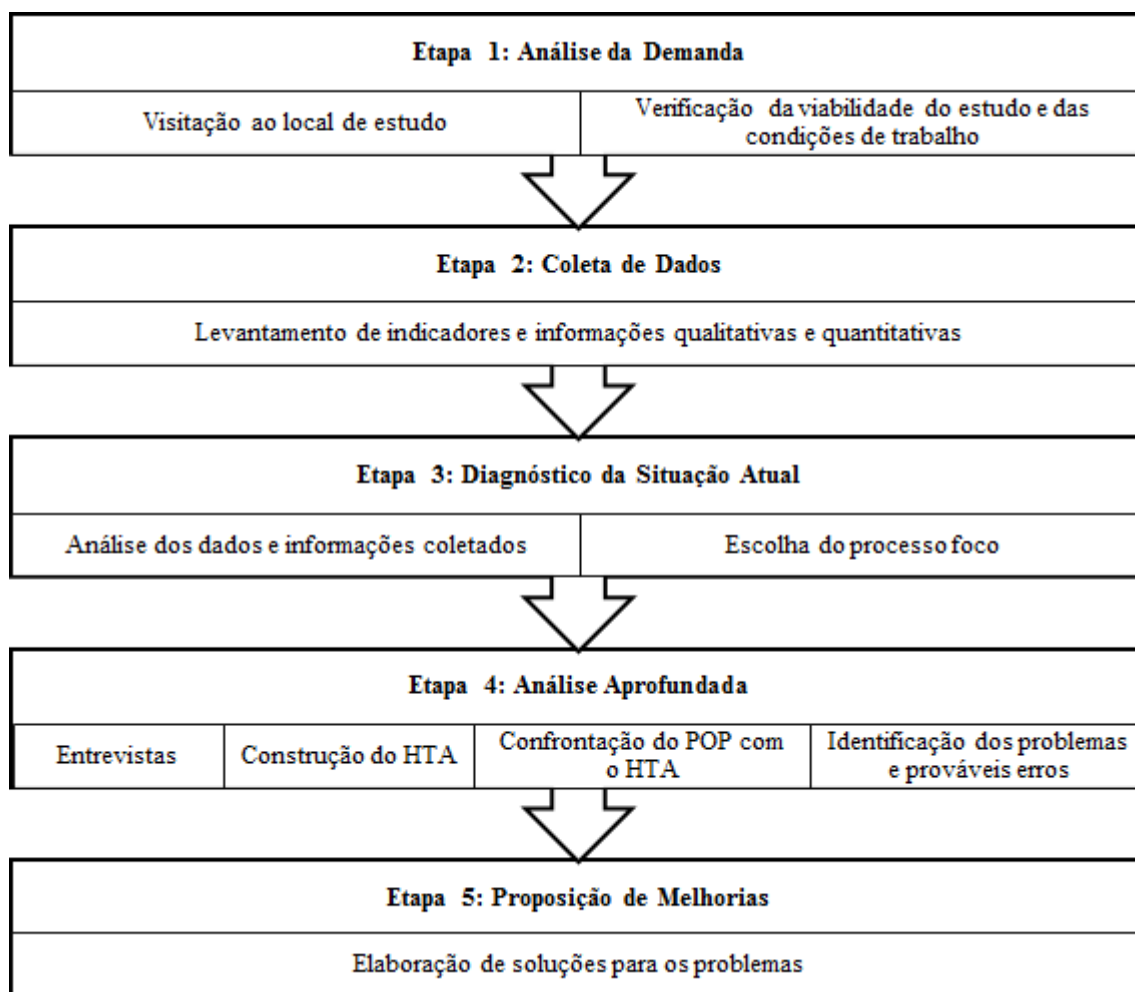 Etapa 1: Análise da Demanda
Visitação ao local de estudo
Verificação da viabilidade do estudo e das
condições de trabalho
Etapa 2: Coleta de Dados
Levantamento de indicadores e informações qualitativas e quantitativas
Etapa 3: Diagnóstico da Situação Atual
Análise dos dados e informações coletados
Escolha do processo foco
Etapa 4: Análise Aprofundada
Entrevistas
Construção do HTA
Confrontação do POP com
o HTA
Identificação dos problemas
e prováveis erros
Etapa 5: Proposição de Melhorias
Elaboração de soluções para os problemas